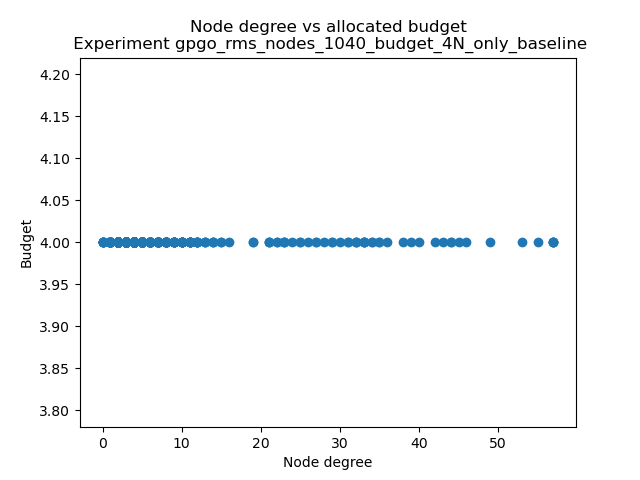 Node degree vs allocated budget
Experiment gpgo_rms_nodes_1040_budget_4N_only_baseline
4.20
4.15
4.10
4.05
4.00
3.95
3.90
3.85
3.80
Budget
0 10 20 30 40 50
Node degree